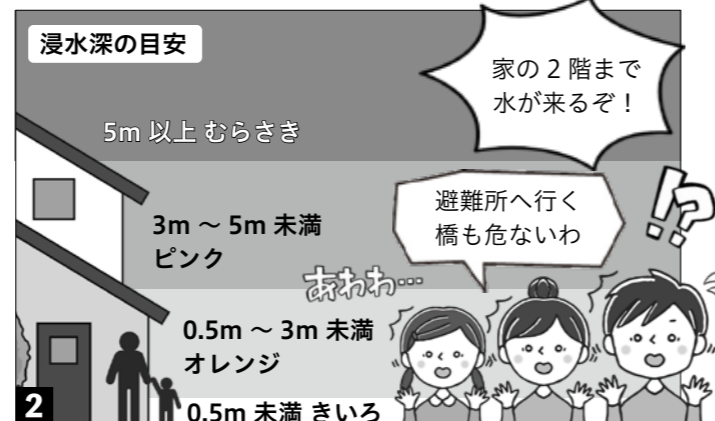 浸水深の目安
家の2階まで
水が来るぞ！
5m 以上 むらさき
避難所へ行く
橋も危ないわ
!?
3m 〜 5m 未満
ピンク
あわわ…
0.5m 〜 3m 未満
オレンジ
0.5m 未満 きいろ
2